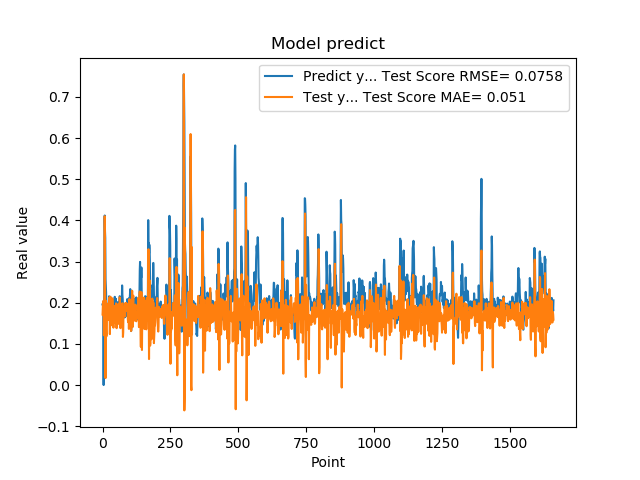 Model predict
Predict y... Test Score RMSE= 0.0758
Test y... Test Score MAE= 0.051
0.7
0.6
0.5
0.4
0.3
0.2
0.1
0.0
−0.1
Real value
0 250 500 750 1000 1250 1500
Point